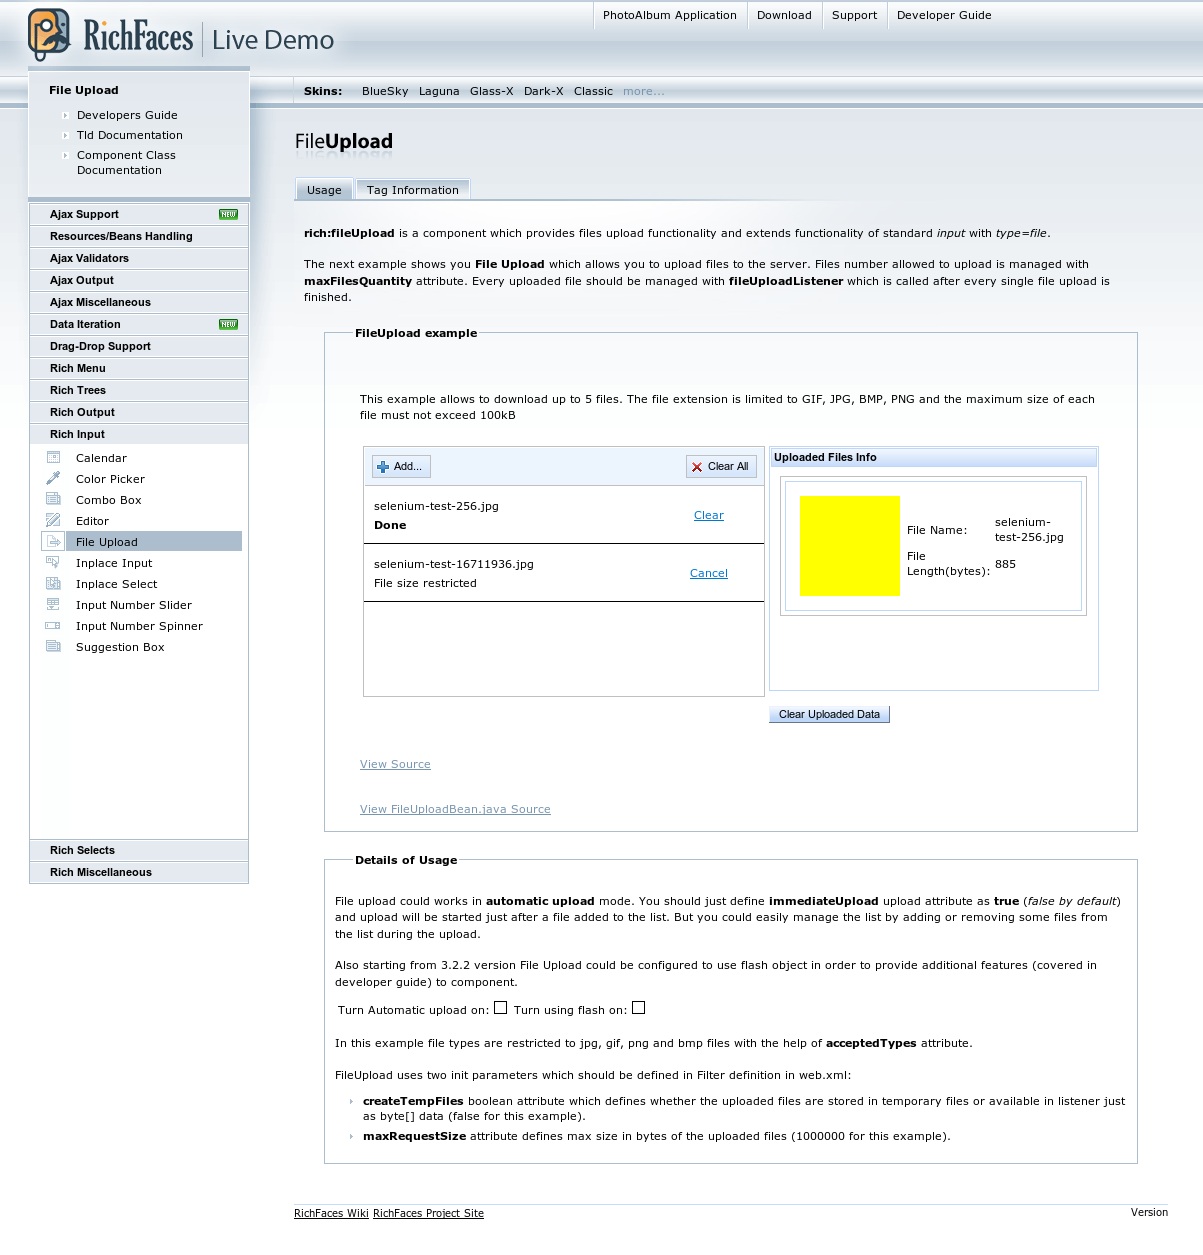 PhotoAlbum Application Download Support Developer Guide
RichFaces Live Demo
File Upload
Developers Guide
Tld Documentation
Component Class
Documentation
Skins: BlueSky Laguna Glass-X Dark-X Classic more...
Ajax Support NEW
Resources/Beans Handling
Ajax Validators
Ajax Output
Ajax Miscellaneous
Data Iteration NEW
Drag-Drop Support
Rich Menu
Rich Trees
Rich Output
Rich Input
Calendar
Color Picker
Combo Box
Editor
File Upload
Inplace Input
Inplace Select
Input Number Slider
Input Number Spinner
Suggestion Box
Rich Selects
Rich Miscellaneous
FileUpload
Usage Tag Information
rich:fileUpload is a component which provides files upload functionality and extends functionality of standard input with type=file.
The next example shows you File Upload which allows you to upload files to the server. Files number allowed to upload is managed with
maxFilesQuantity attribute. Every uploaded file should be managed with fileUploadListener which is called after every single file upload is
finished.
FileUpload example
This example allows to download up to 5 files. The file extension is limited to GIF, JPG, BMP, PNG and the maximum size of each
file must not exceed 100kB
Add... Clear All
selenium-test-256.jpg
Done
Clear
selenium-test-16711936.jpg
File size restricted
Cancel
Uploaded Files Info
File Name: selenium-
test-256.jpg
File
Length(bytes): 885
Clear Uploaded Data
View Source
View FileUploadBean.java Source
Details of Usage
File upload could works in automatic upload mode. You should just define immediateUpload upload attribute as true (false by default)
and upload will be started just after a file added to the list. But you could easily manage the list by adding or removing some files from
the list during the upload.
Also starting from 3.2.2 version File Upload could be configured to use flash object in order to provide additional features (covered in
developer guide) to component.
Turn Automatic upload on: Turn using flash on:
In this example file types are restricted to jpg, gif, png and bmp files with the help of acceptedTypes attribute.
FileUpload uses two init parameters which should be defined in Filter definition in web.xml:
createTempFiles boolean attribute which defines whether the uploaded files are stored in temporary files or available in listener just
as byte[] data (false for this example).
maxRequestSize attribute defines max size in bytes of the uploaded files (1000000 for this example).
RichFaces Wiki RichFaces Project Site Version